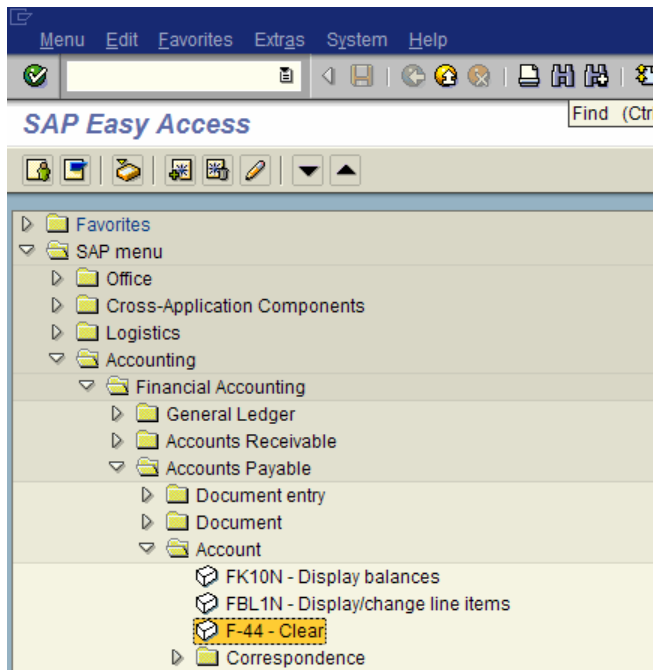 Menu Edit Favorites Extras System Help
SAP Easy Access
Find (Ctr
Favorites
SAP menu
Office
Cross-Application Components
Logistics
Accounting
Financial Accounting
General Ledger
Accounts Receivable
Accounts Payable
Document entry
Document
Account
FK10N - Display balances
FBL1N - Display/change line items
F-44 - Clear
Correspondence